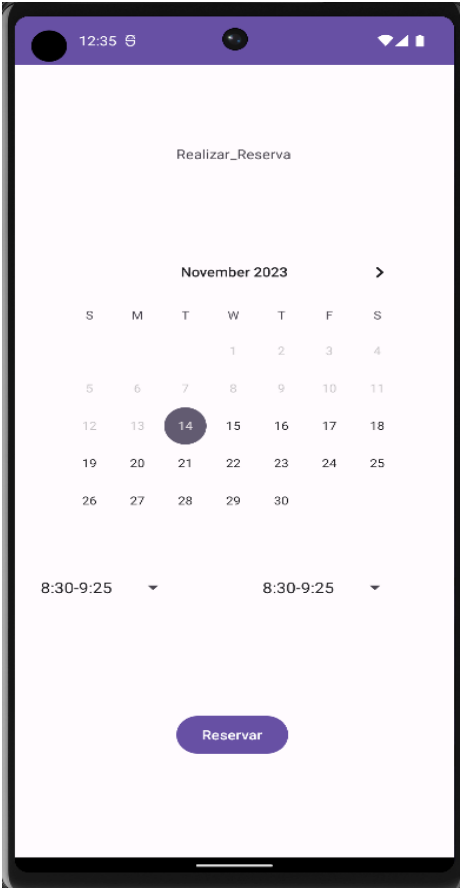 12:35
Realizar_Reserva
November 2023
S M T W T F S
1 2 3 4
5 6 7 8 9 10 11
12 13 14 15 16 17 18
19 20 21 22 23 24 25
26 27 28 29 30
8:30-9:25 8:30-9:25
Reservar